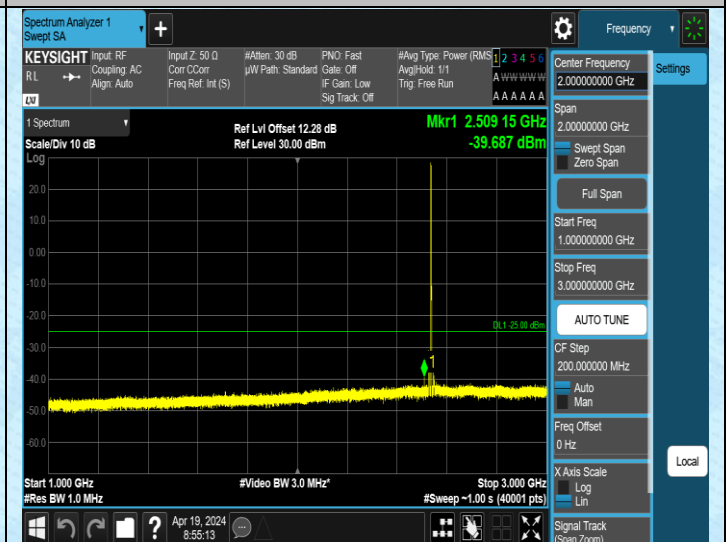 Spectrum Analyzer 1
Swept SA
+
Frequency
KEYSIGHT
RL
LXI
Input: RF
Coupling: AC
Align: Auto
Input Z: 50 Ω
Corr CCorr
Freq Ref: Int (S)
#Atten: 30 dB
µW Path: Standard
PNO: Fast
Gate: Off
IF Gain: Low
Sig Track: Off
#Avg Type: Power (RMS)
Avg|Hold: 1/1
Trig: Free Run
1 2 3 4 5 6
A W W W W W
A A A A A A
1 Spectrum
Scale/Div 10 dB
Log
Ref Lvl Offset 12.28 dB
Ref Level 30.00 dBm
Mkr1 2.509 15 GHz
-39.687 dBm
20.0
10.0
0.00
-10.0
-20.0
DL1 -25.00 dBm
-30.0
1
-40.0
-50.0
-60.0
Start 1.000 GHz
#Res BW 1.0 MHz
#Video BW 3.0 MHz*
Stop 3.000 GHz
#Sweep ~1.00 s (40001 pts)
Center Frequency
2.000000000 GHz
Settings
Span
2.00000000 GHz
Swept Span
Zero Span
Full Span
Start Freq
1.000000000 GHz
Stop Freq
3.000000000 GHz
AUTO TUNE
CF Step
200.000000 MHz
Auto
Man
Freq Offset
0 Hz
X Axis Scale
Log
Lin
Local
Signal Track
(Span Zoom)
?
Apr 19, 2024
8:55:13